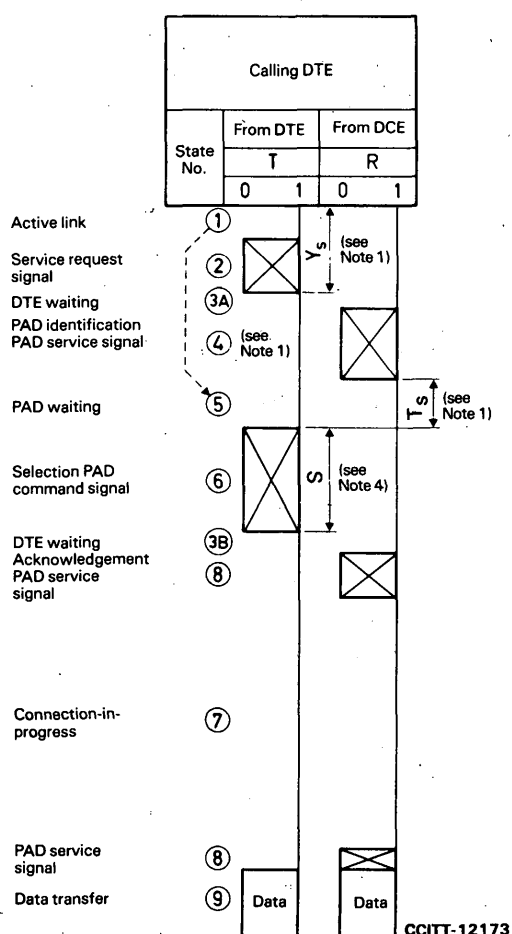 Calling DTE
State No.
From DTE
From DCE
T
R
0 1
0 1
Active link 1
Ys (see Note 1)
Service request signal 2
DTE waiting 3A
PAD identification PAD service signal 4 (see Note 1)
PAD waiting 5
Ts (see Note 1)
Selection PAD command signal 6
S (see Note 4)
DTE waiting 3B
Acknowledgement PAD service signal 8
Connection-in-progress 7
PAD service signal 8
Data transfer 9 Data Data
CCITT-12173